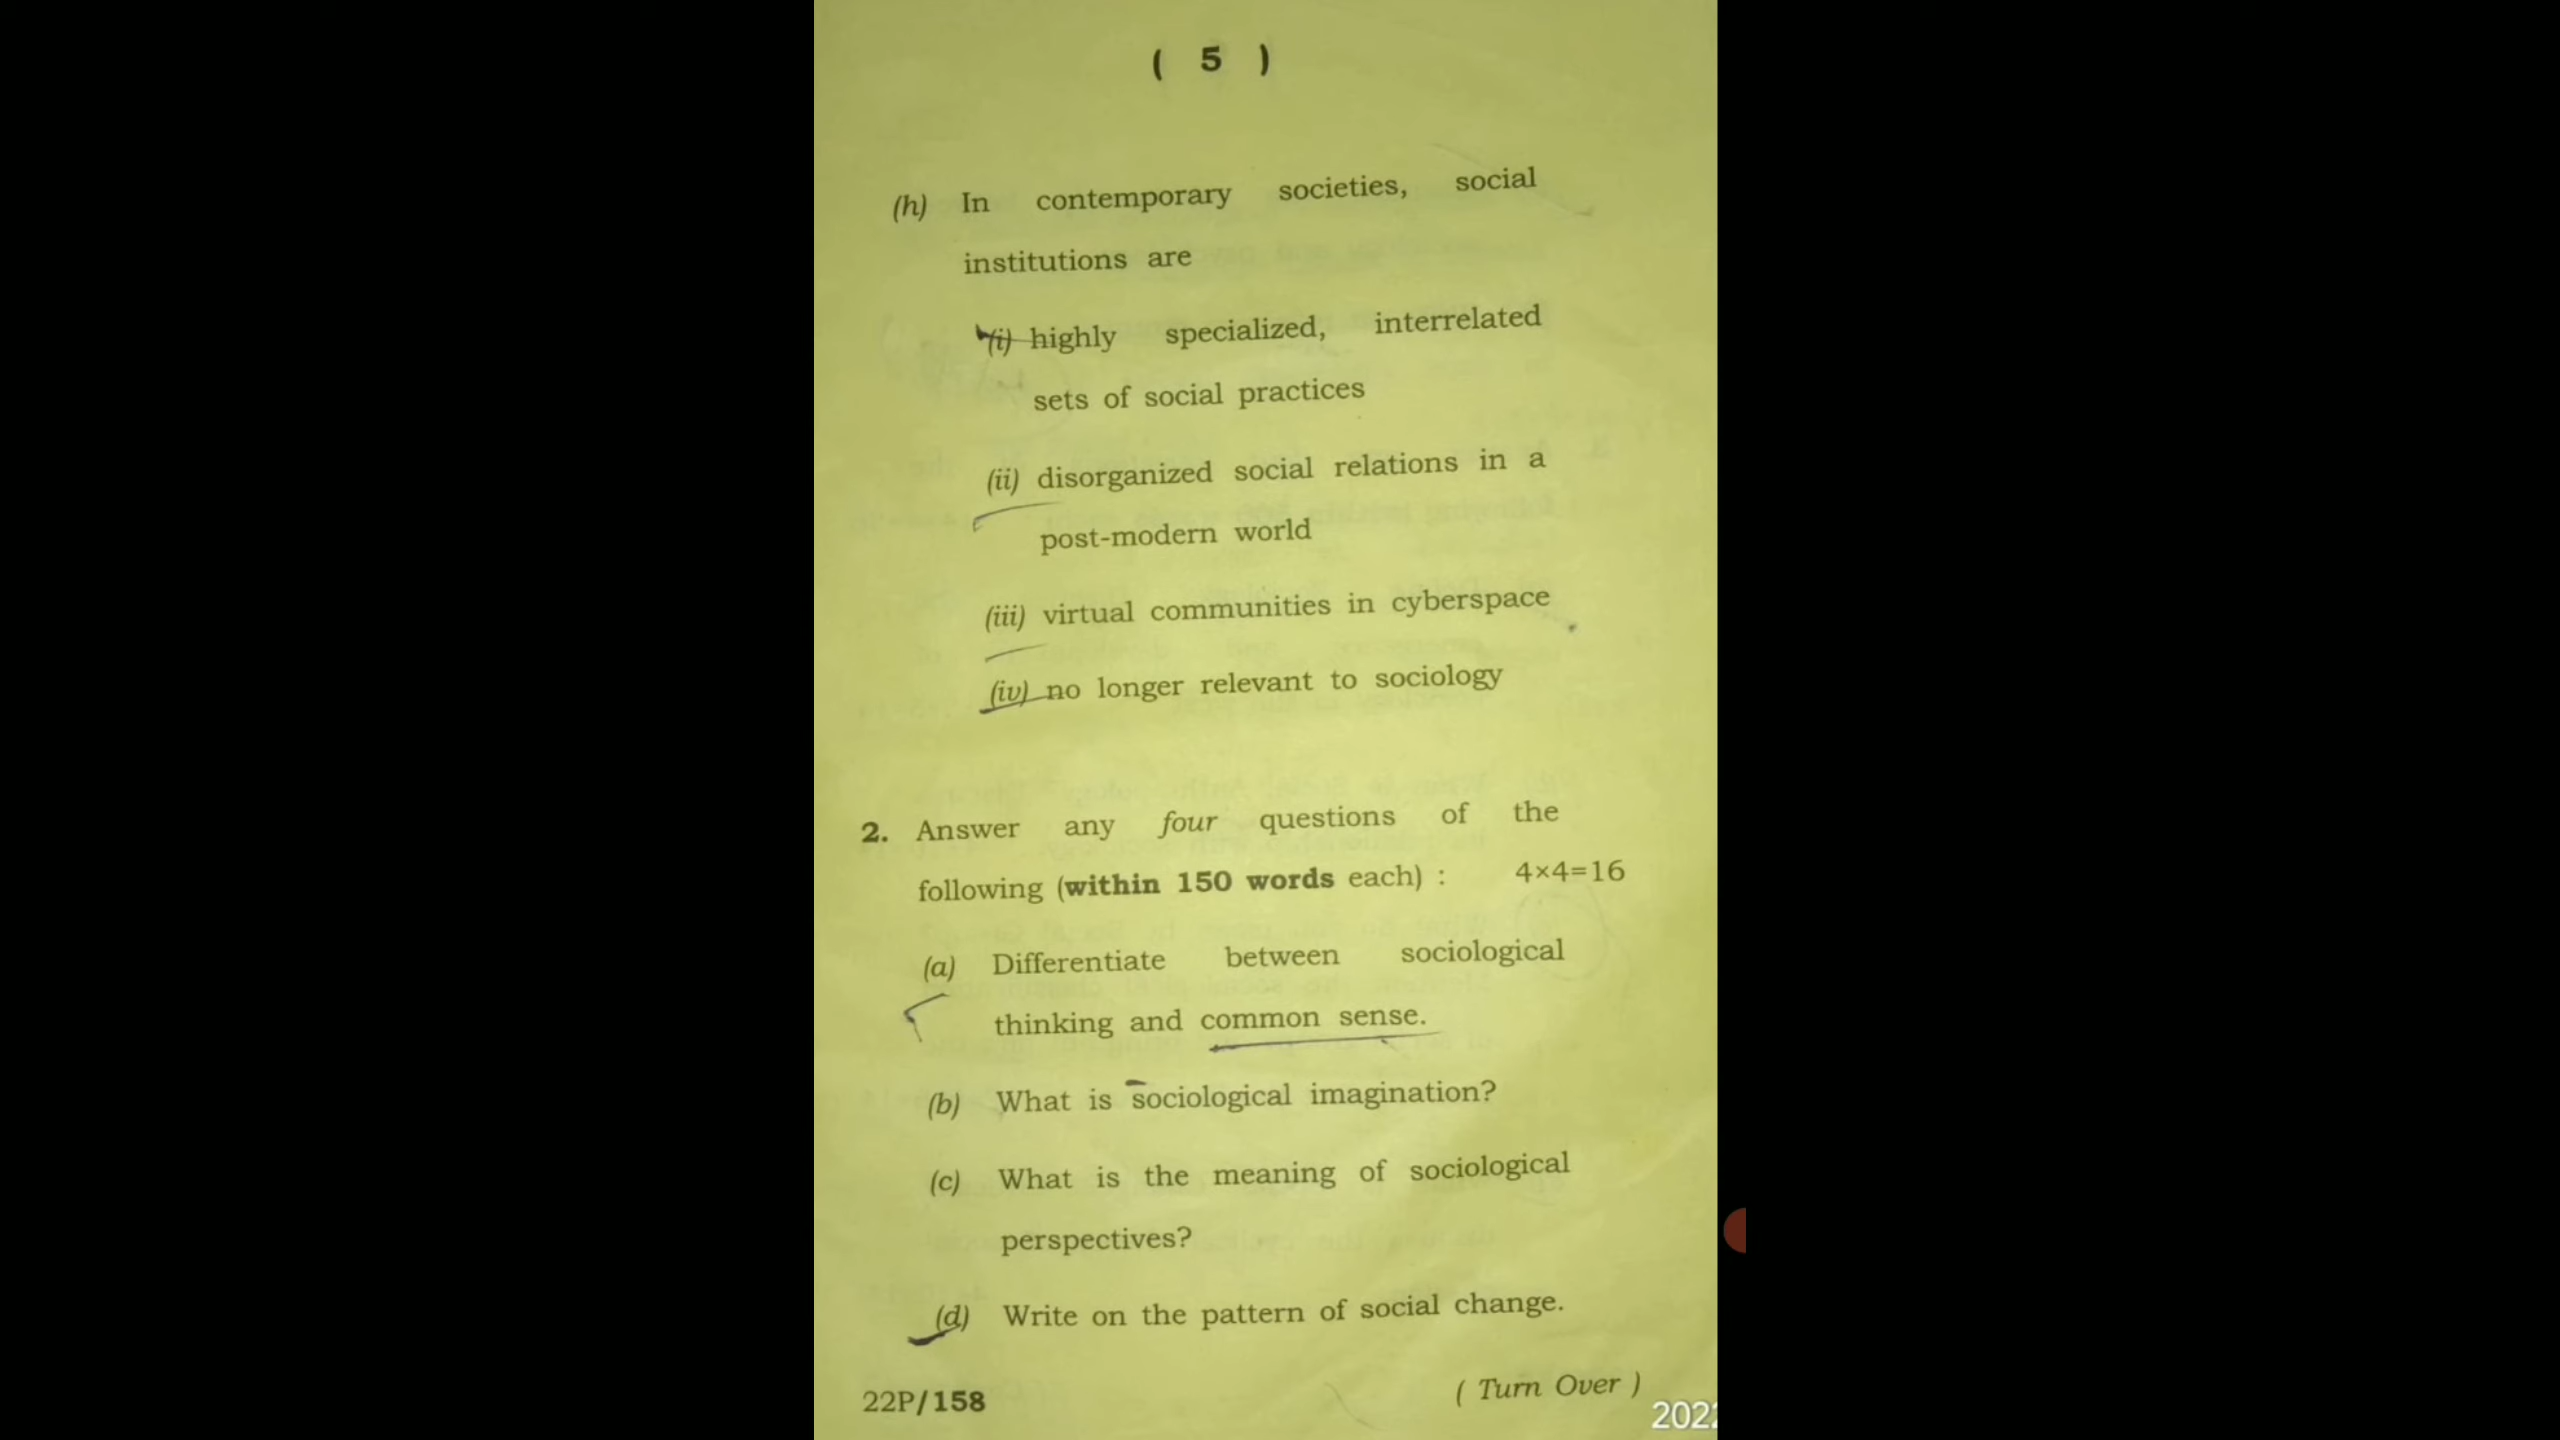 ( 5 )
(h) In contemporary societies, social
institutions are
(i) highly specialized, interrelated
sets of social practices
(ii) disorganized social relations in a
post-modern world
(iii) virtual communities in cyberspace
(iv) no longer relevant to sociology
2. Answer any four questions of the
following (within 150 words each) : 4×4=16
(a) Differentiate between sociological
thinking and common sense.
(b) What is sociological imagination?
(c) What is the meaning of sociological
perspectives?
(d) Write on the pattern of social change.
22P/158 ( Turn Over )